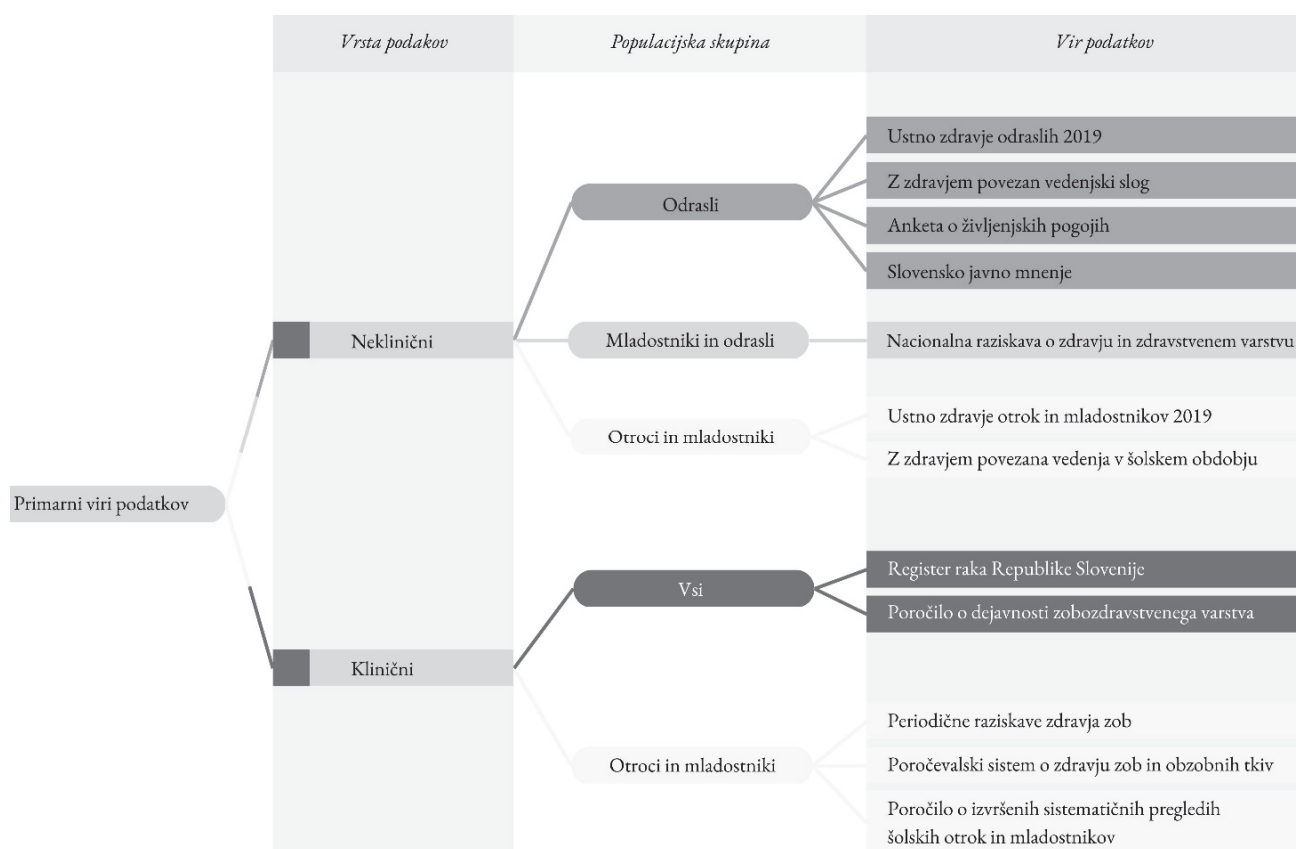 Vrsta podakov
Populacijska skupina
Vir podatkov
Primarni viri podatkov
Neklinični
Odrasli
Ustno zdravje odraslih 2019
Z zdravjem povezan vedenjski slog
Anketa o življenjskih pogojih
Slovensko javno mnenje
Mladostniki in odrasli
Nacionalna raziskava o zdravju in zdravstvenem varstvu
Otroci in mladostniki
Ustno zdravje otrok in mladostnikov 2019
Z zdravjem povezana vedenja v šolskem obdobju
Klinični
Vsi
Register raka Republike Slovenije
Poročilo o dejavnosti zobozdravstvenega varstva
Otroci in mladostniki
Periodične raziskave zdravja zob
Poročevalski sistem o zdravju zob in obzobnih tkiv
Poročilo o izvršenih sistematičnih pregledih
šolskih otrok in mladostnikov